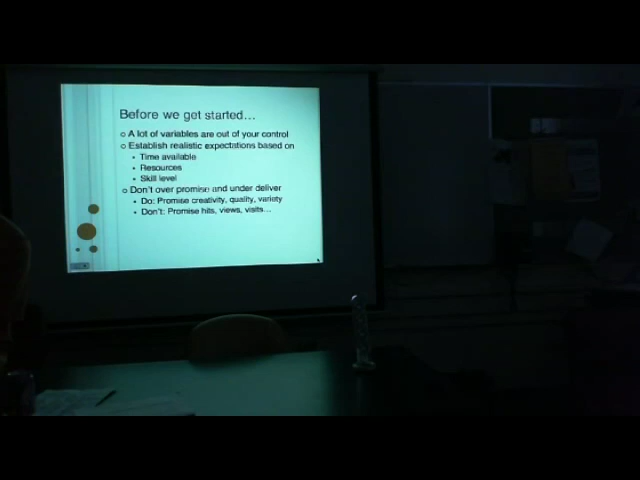 Before we get started...
A lot of variables are out of your control
Establish realistic expectations based on
Time available
Resources
Skill level
Don't over promise and under deliver
Do: Promise creativity, quality, variety
Don't: Promise hits, views, visits...